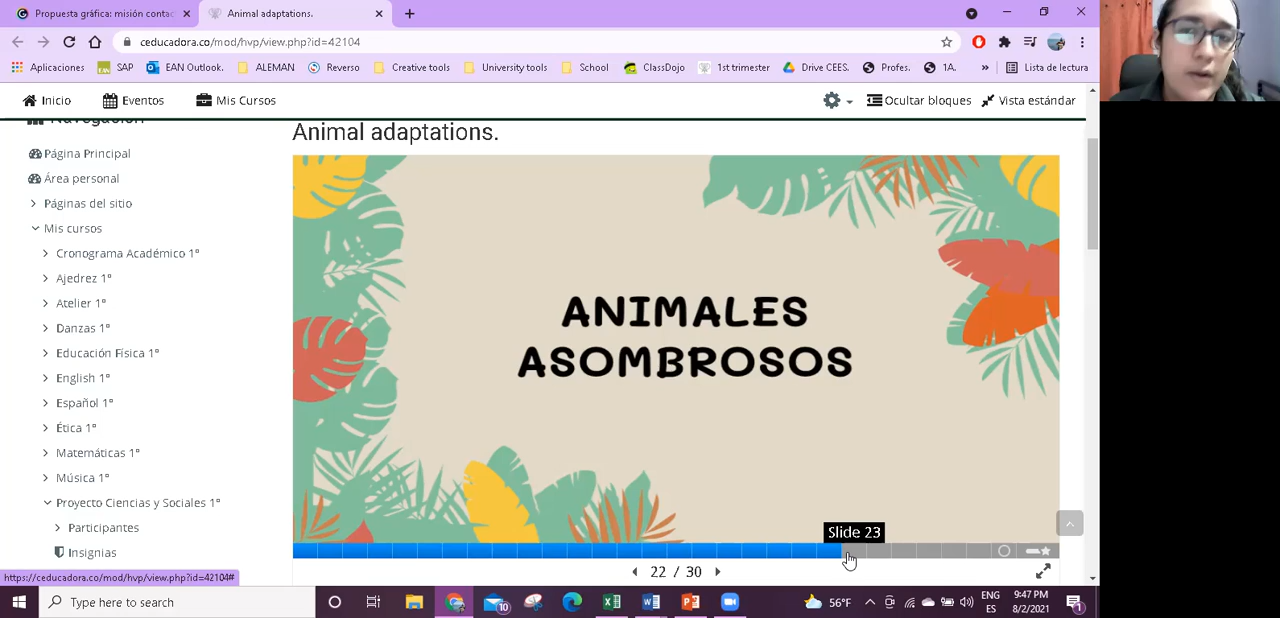 Propuesta gráfica: misión conta
Animal adaptations.
ceducadora.co/mod/hvp/view.php?id=42104
Aplicaciones SAP EAN Outlook. ALEMAN Reverso Creative tools University tools School ClassDojo 1st trimester Drive CEES. Profes. 1A. tools » Lista de lectura
Inicio Eventos Mis Cursos Ocultar bloques Vista estándar
Navegación
Animal adaptations.
Página Principal
Área personal
Páginas del sitio
Mis cursos
Cronograma Académico 1°
Ajedrez 1°
Atelier 1°
Danzas 1°
Educación Física 1°
English 1°
Español 1°
Ética 1°
Matemáticas 1°
Música 1°
Proyecto Ciencias y Sociales 1°
Participantes
Insignias
ANIMALES
ASOMBROSOS
Slide 23
22 / 30
https://ceducadora.co/mod/hvp/view.php?id=42104#
Type here to search
10
56°F
ENG
ES
9:47 PM
8/2/2021
1